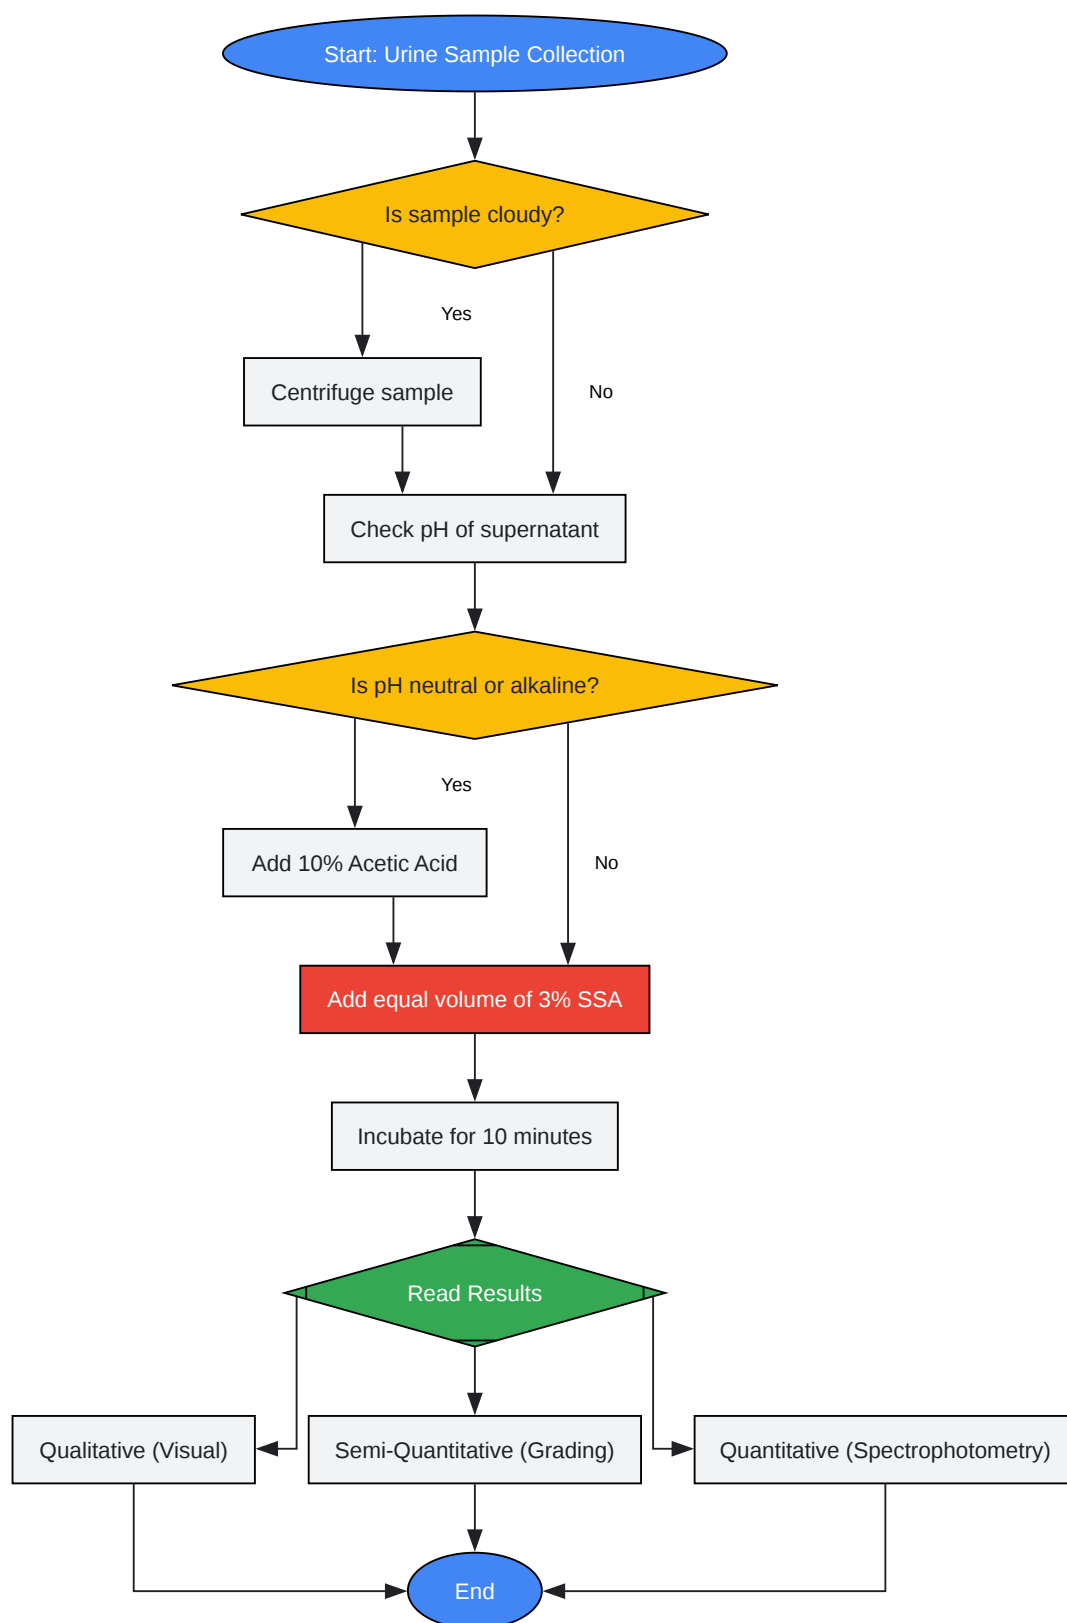 Start: Urine Sample Collection
Is sample cloudy?
Yes
Centrifuge sample
No
Check pH of supernatant
Is pH neutral or alkaline?
Yes
Add 10% Acetic Acid
No
Add equal volume of 3% SSA
Incubate for 10 minutes
Read Results
Qualitative (Visual)
Semi-Quantitative (Grading)
Quantitative (Spectrophotometry)
End